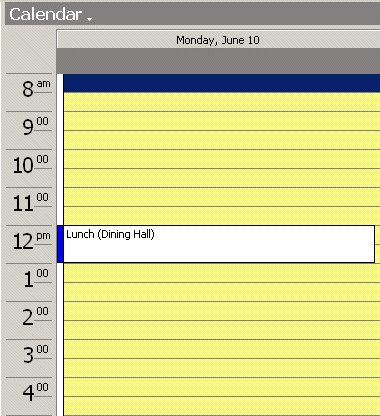 Calendar
Monday, June 10
8 am
9 00
10 00
11 00
12 pm
Lunch (Dining Hall)
1 00
2 00
3 00
4 00